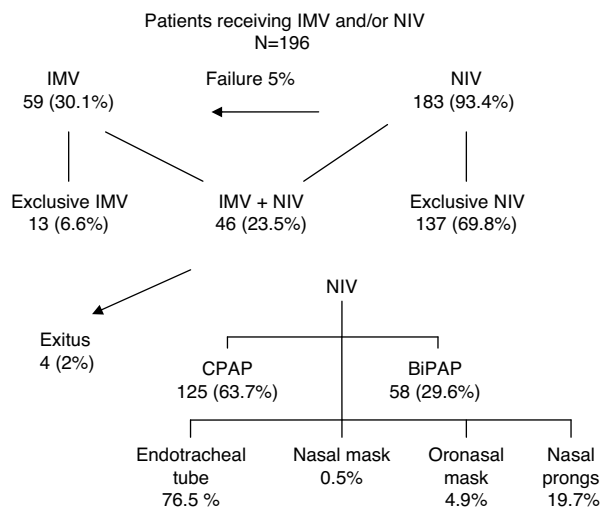 Patients receiving IMV and/or NIV
N=196
IMV
59 (30.1%)
Failure 5%
NIV
183 (93.4%)
Exclusive IMV
13 (6.6%)
IMV + NIV
46 (23.5%)
Exclusive NIV
137 (69.8%)
Exitus
4 (2%)
NIV
CPAP
125 (63.7%)
BiPAP
58 (29.6%)
Endotracheal
tube
76.5 %
Nasal mask
0.5%
Oronasal
mask
4.9%
Nasal
prongs
19.7%